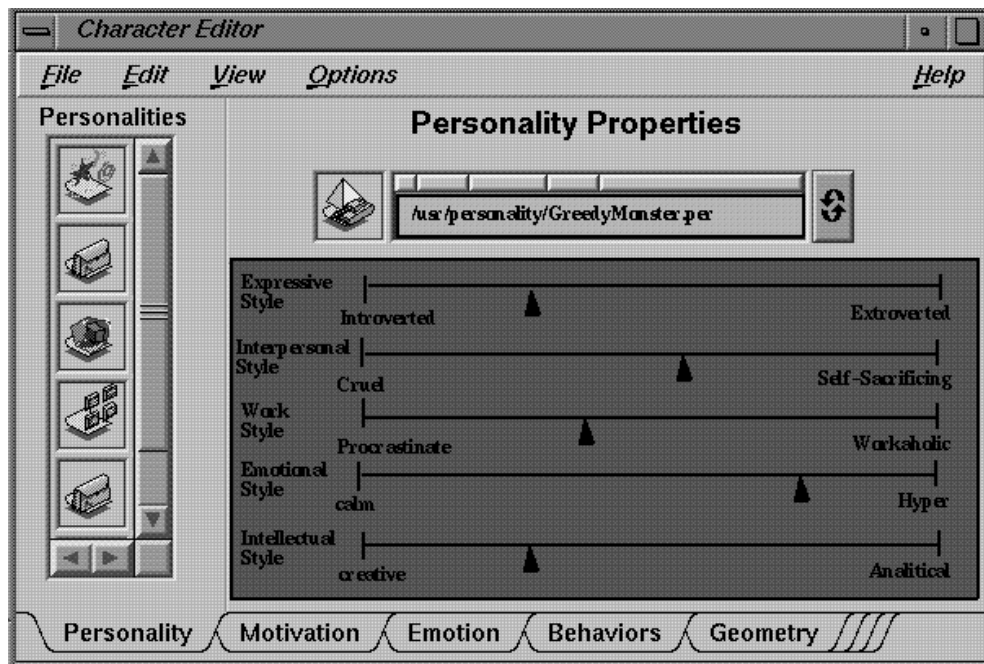 Character Editor
File Edit View Options Help
Personalities
Personality Properties
/usr/personality/GreedyMonster.per
Expressive
Style
Introverted
Extroverted
Interpersonal
Style
Cruel
Self-Sacrificing
Work
Style
Procrastinate
Workaholic
Emotional
Style
calm
Hyper
Intellectual
Style
creative
Analitical
Personality Motivation Emotion Behaviors Geometry